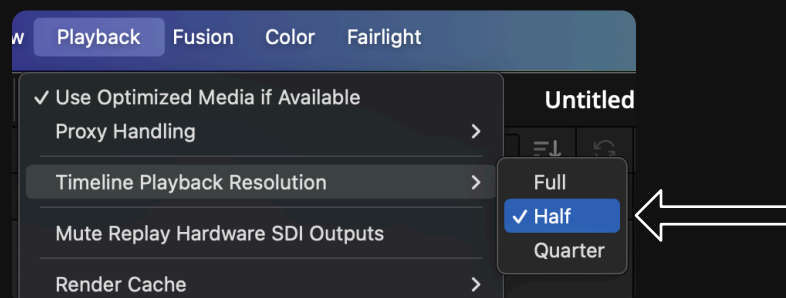 w Playback Fusion Color Fairlight
Use Optimized Media if Available
Untitled
Proxy Handling
Timeline Playback Resolution
Full
Half
Mute Replay Hardware SDI Outputs
Quarter
Render Cache